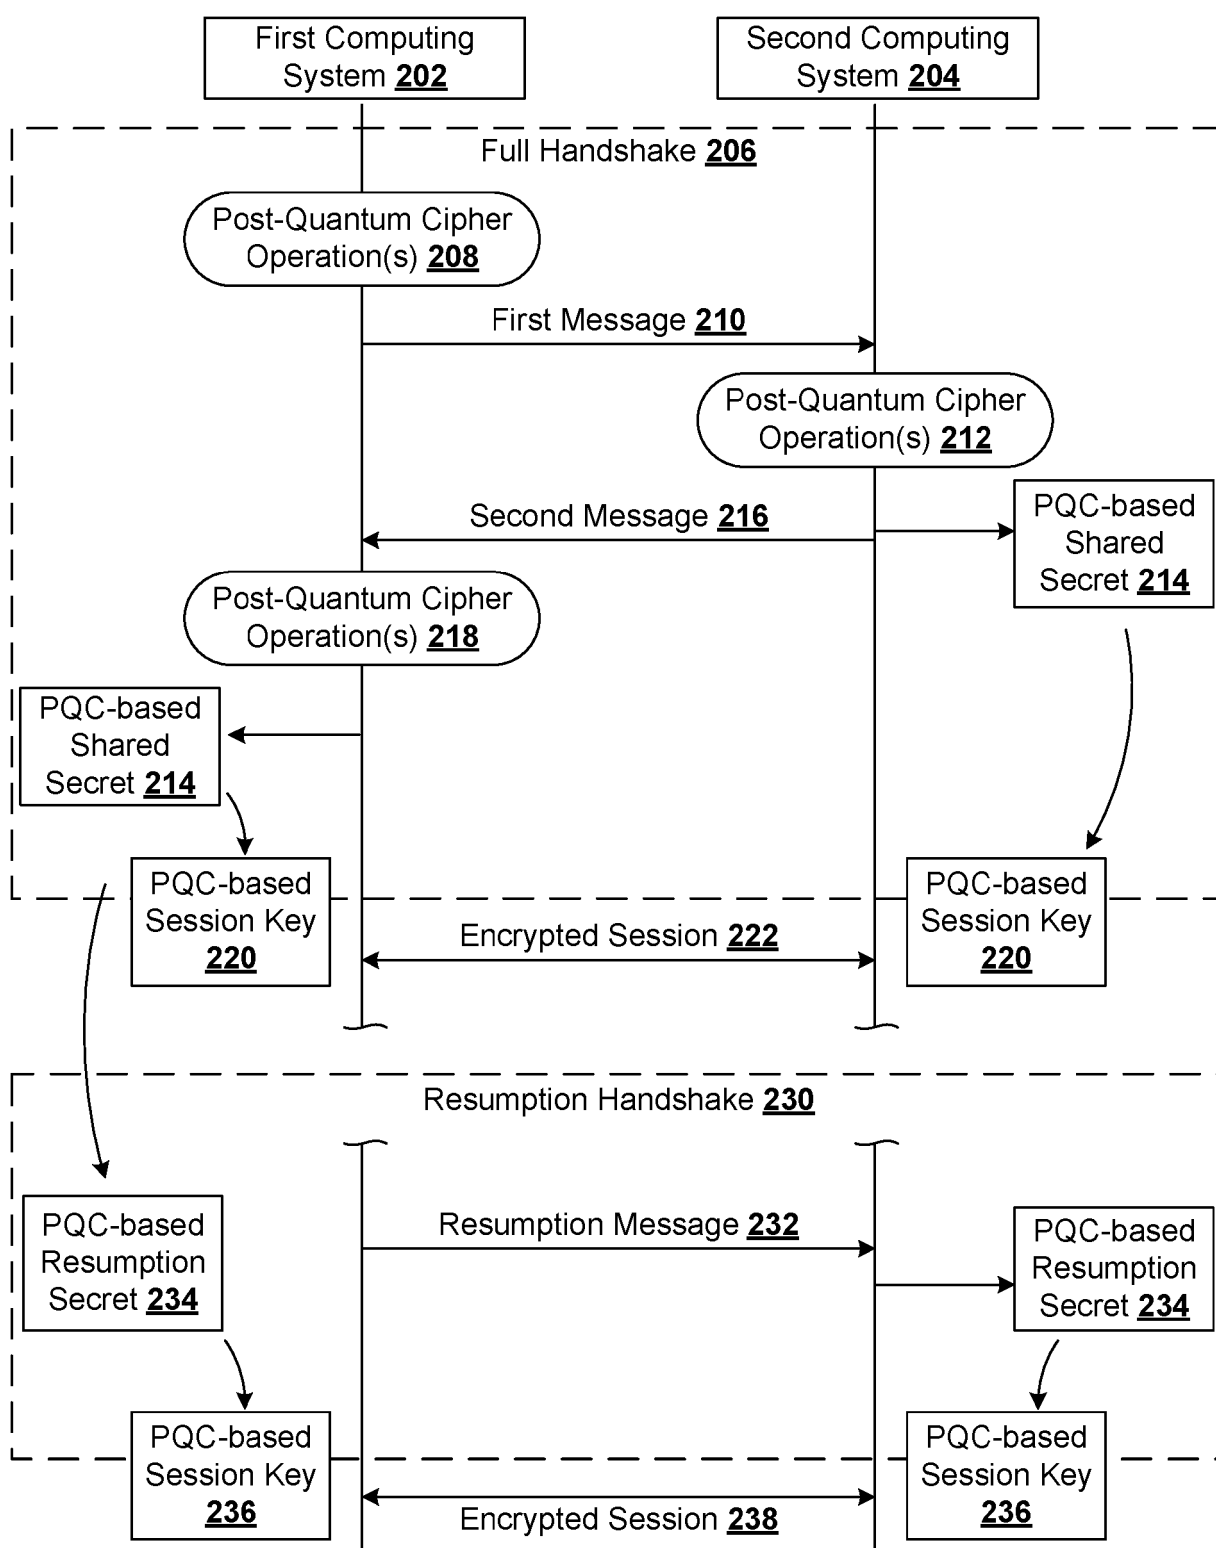 First Computing
System 202
Second Computing
System 204
Full Handshake 206
Post-Quantum Cipher
Operation(s) 208
First Message 210
Post-Quantum Cipher
Operation(s) 212
Second Message 216
PQC-based
Shared
Secret 214
Post-Quantum Cipher
Operation(s) 218
PQC-based
Shared
Secret 214
PQC-based
Session Key
220
Encrypted Session 222
PQC-based
Session Key
220
Resumption Handshake 230
PQC-based
Resumption
Secret 234
Resumption Message 232
PQC-based
Resumption
Secret 234
PQC-based
Session Key
236
Encrypted Session 238
PQC-based
Session Key
236